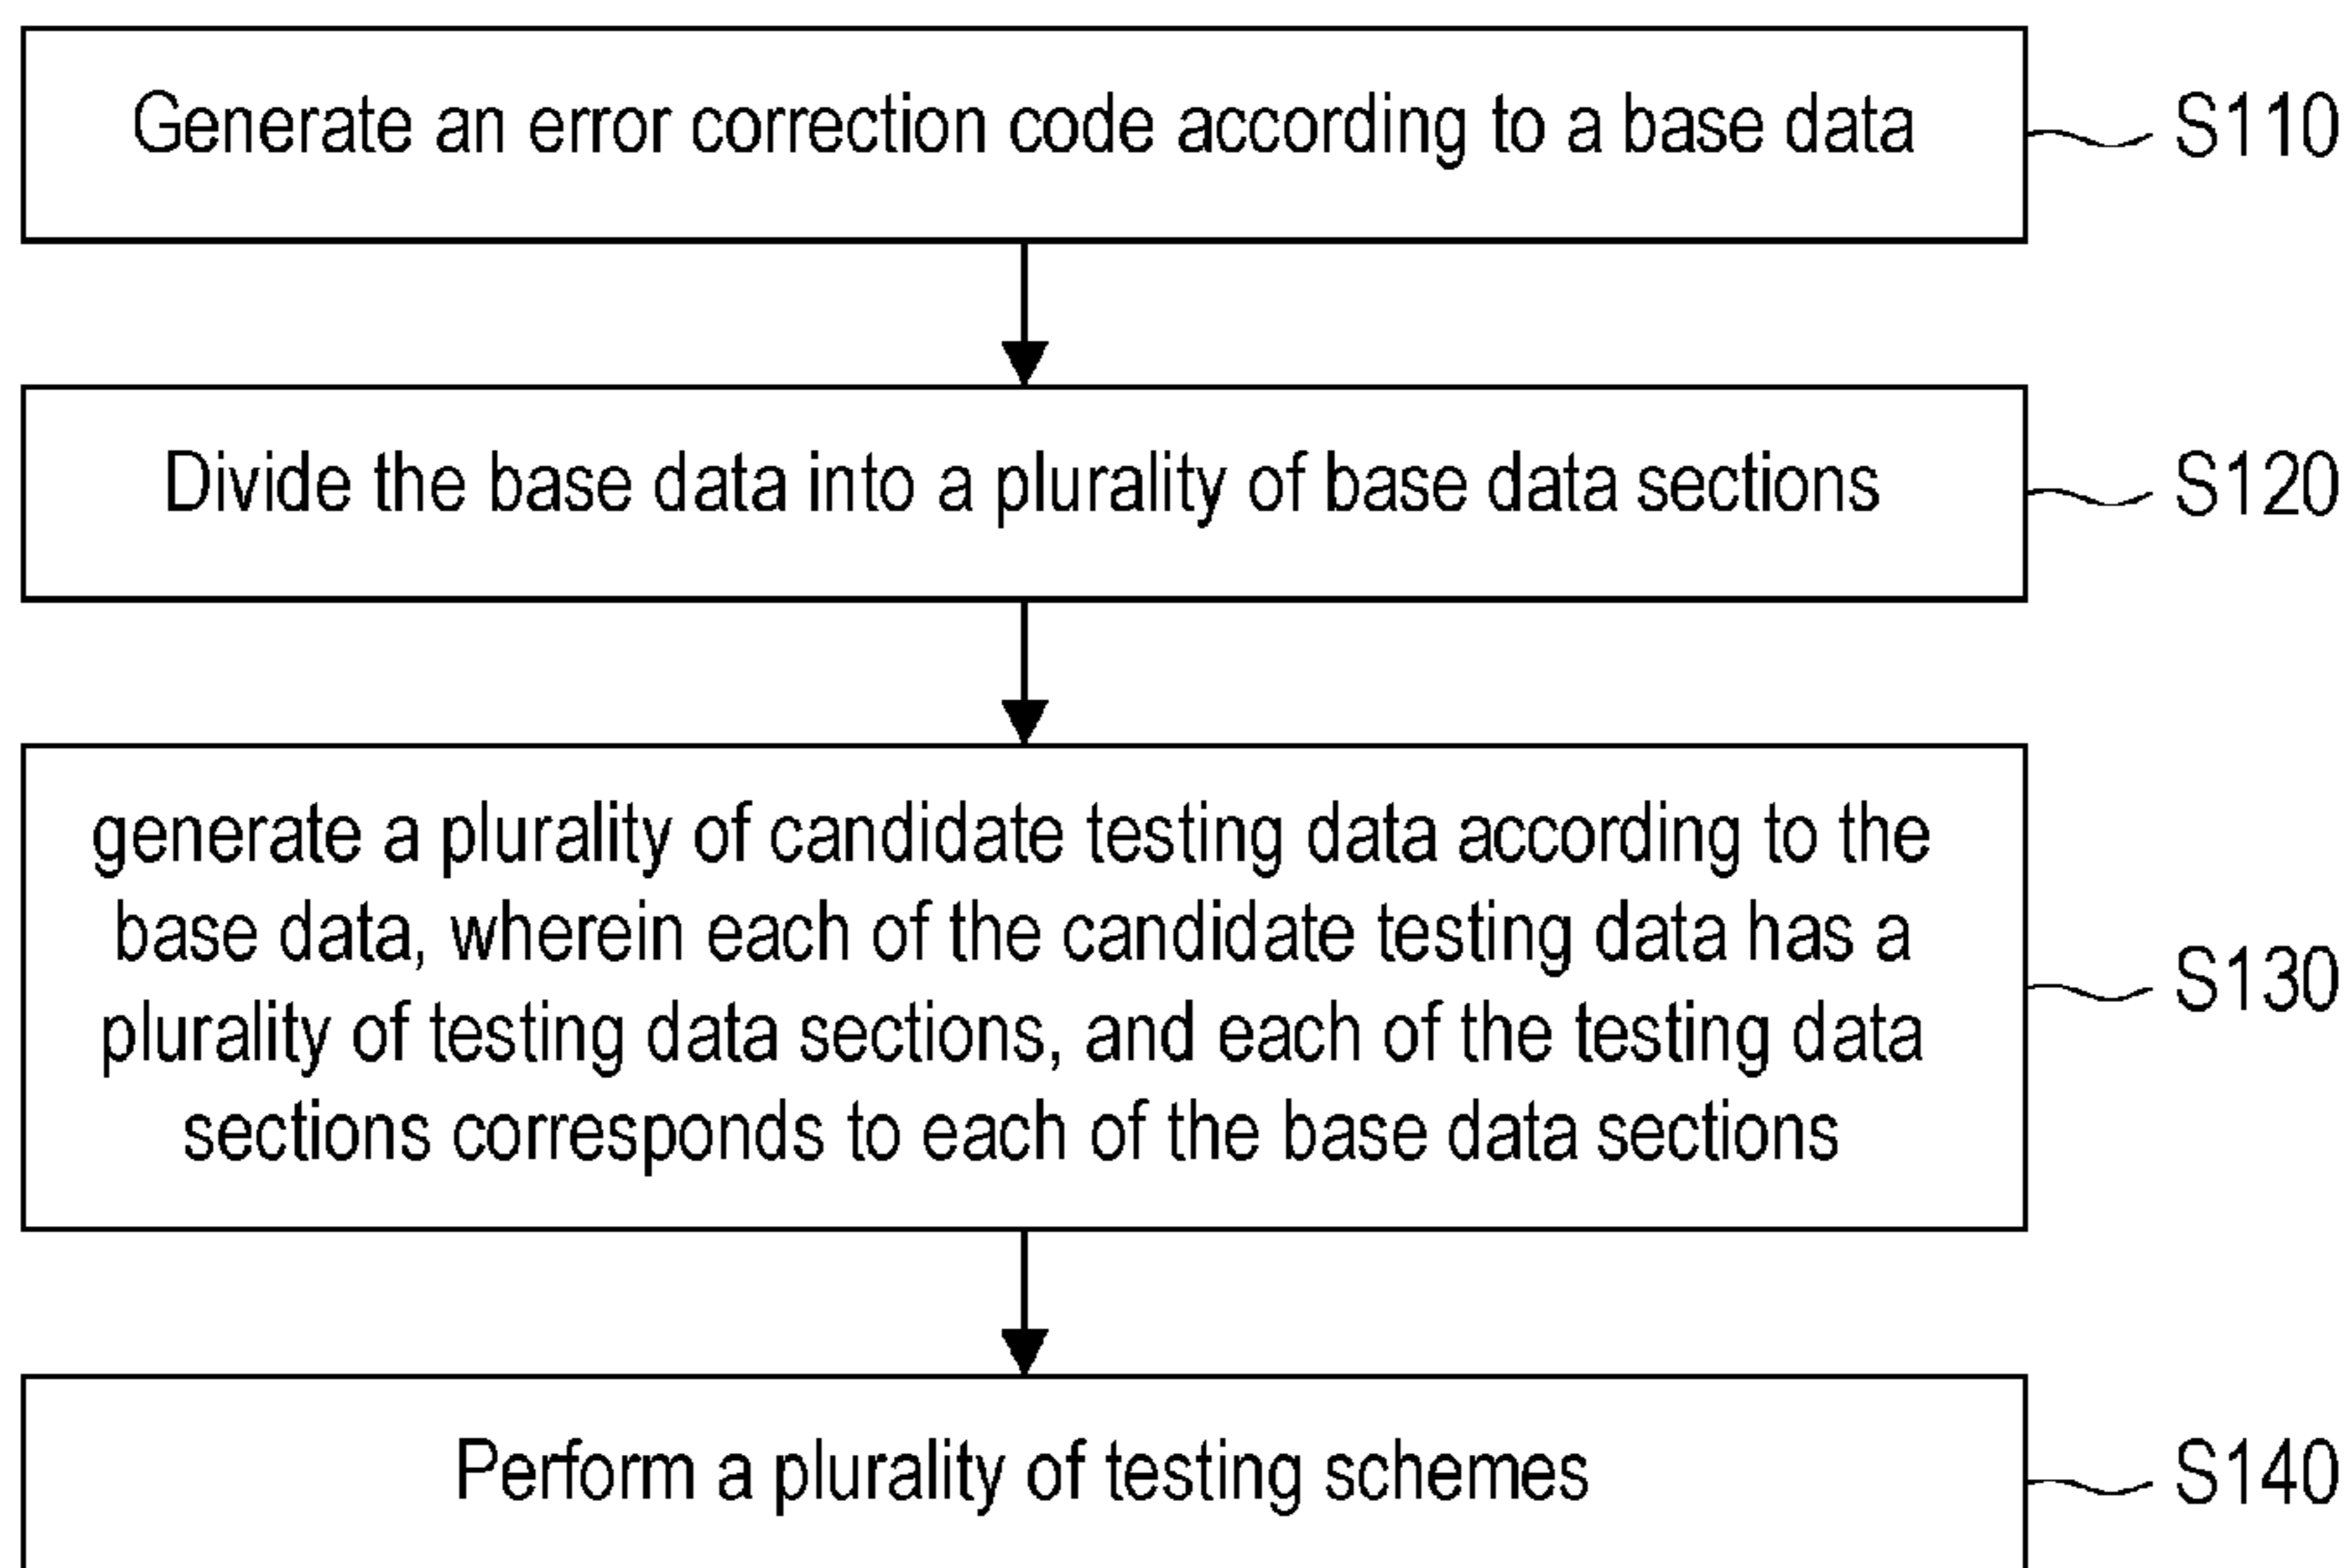 Generate an error correction code according to a base data
S110
Divide the base data into a plurality of base data sections
S120
generate a plurality of candidate testing data according to the
base data, wherein each of the candidate testing data has a
plurality of testing data sections, and each of the testing data
sections corresponds to each of the base data sections
S130
Perform a plurality of testing schemes
S140